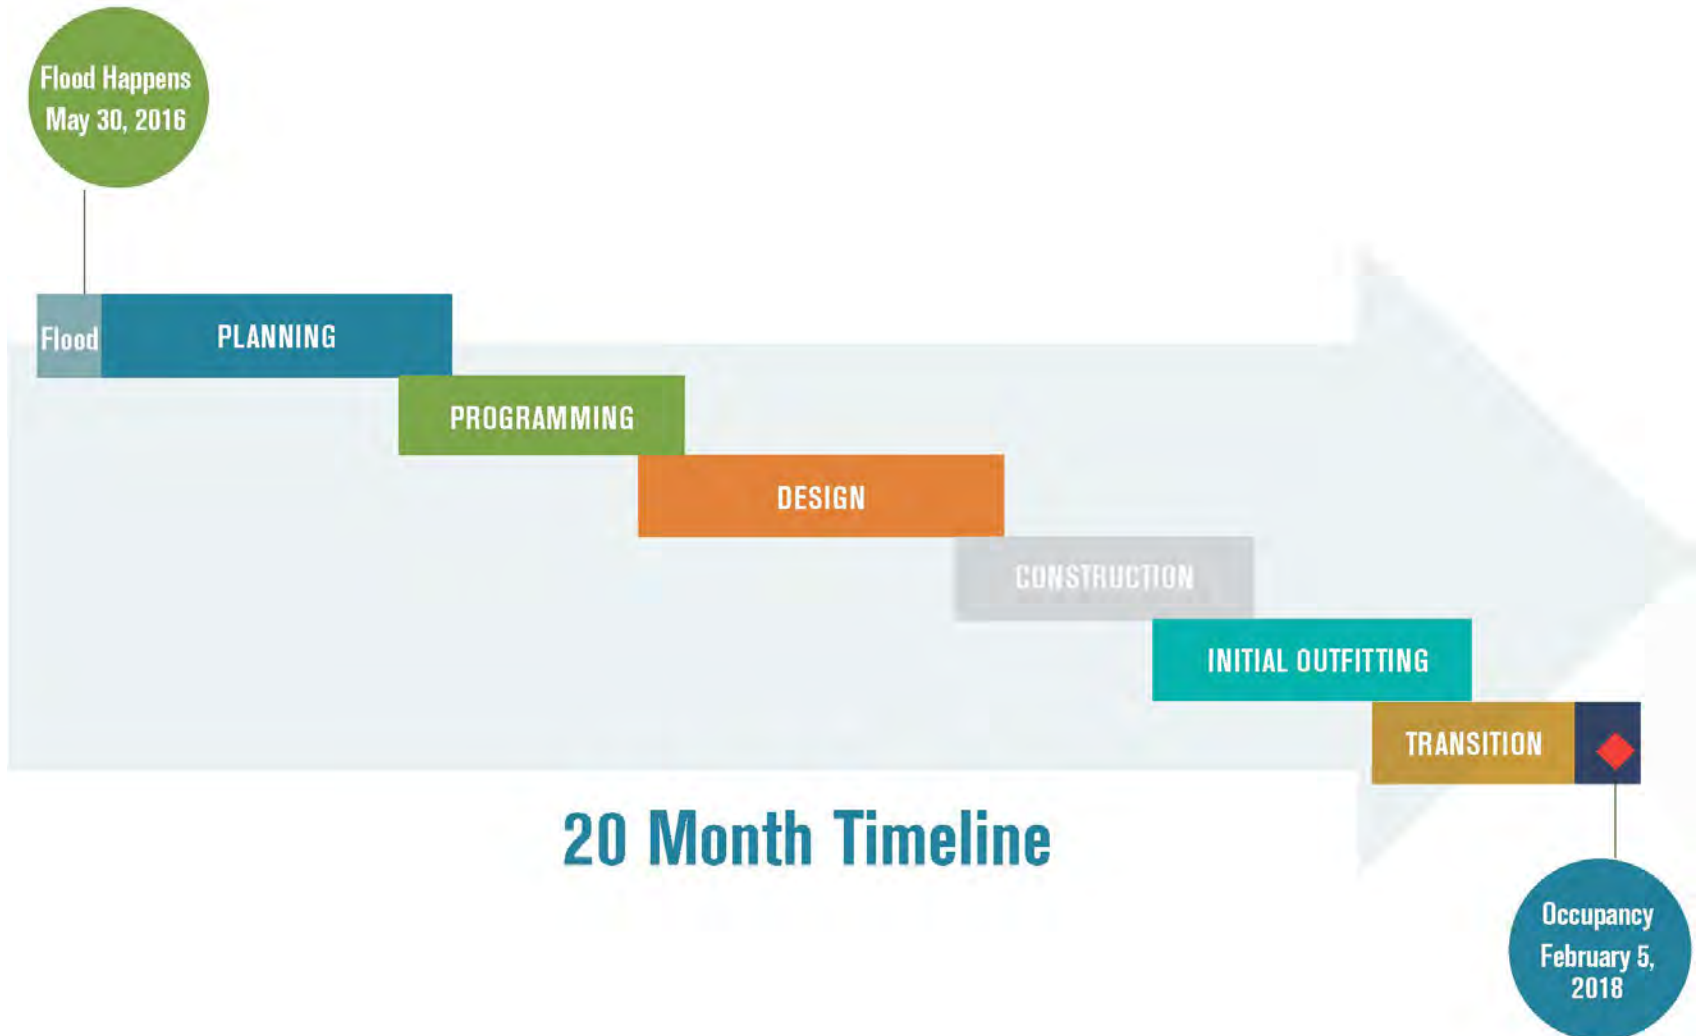 Flood Happens
May 30, 2016
Flood
PLANNING
PROGRAMMING
DESIGN
CONSTRUCTION
INITIAL OUTFITTING
TRANSITION
20 Month Timeline
Occupancy
February 5,
2018